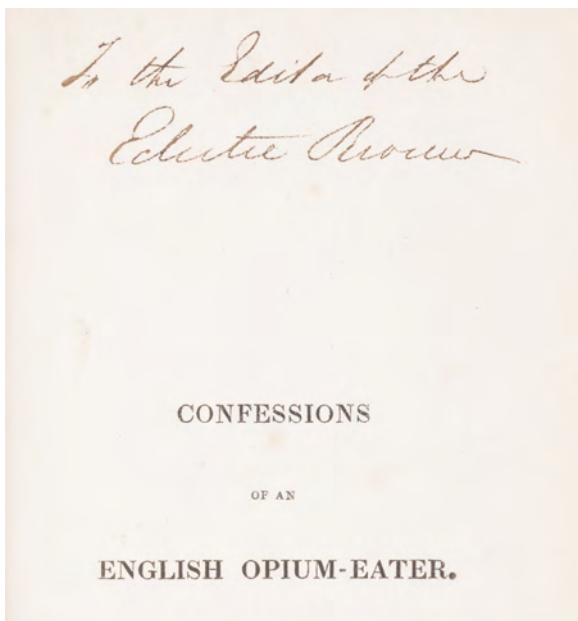 To the Editor of the
Eclectic Review
CONFESSIONS
OF AN
ENGLISH OPIUM-EATER.